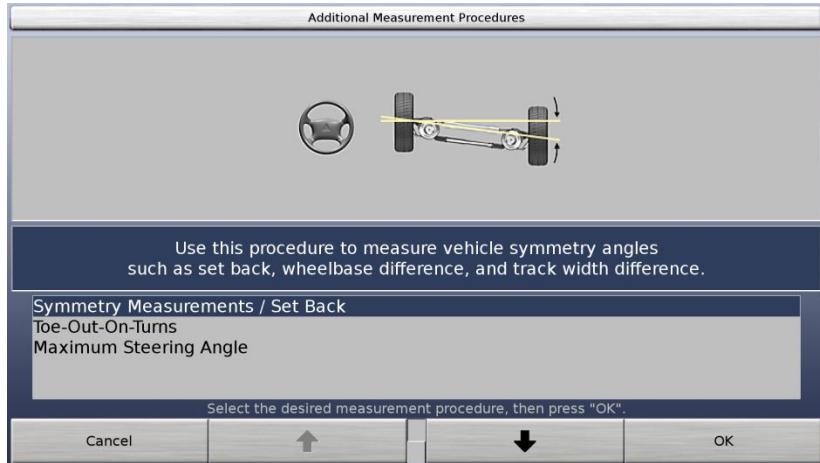 Additional Measurement Procedures
Use this procedure to measure vehicle symmetry angles
such as set back, wheelbase difference, and track width difference.
Symmetry Measurements / Set Back
Toe-Out-On-Turns
Maximum Steering Angle
Select the desired measurement procedure, then press "OK".
Cancel OK